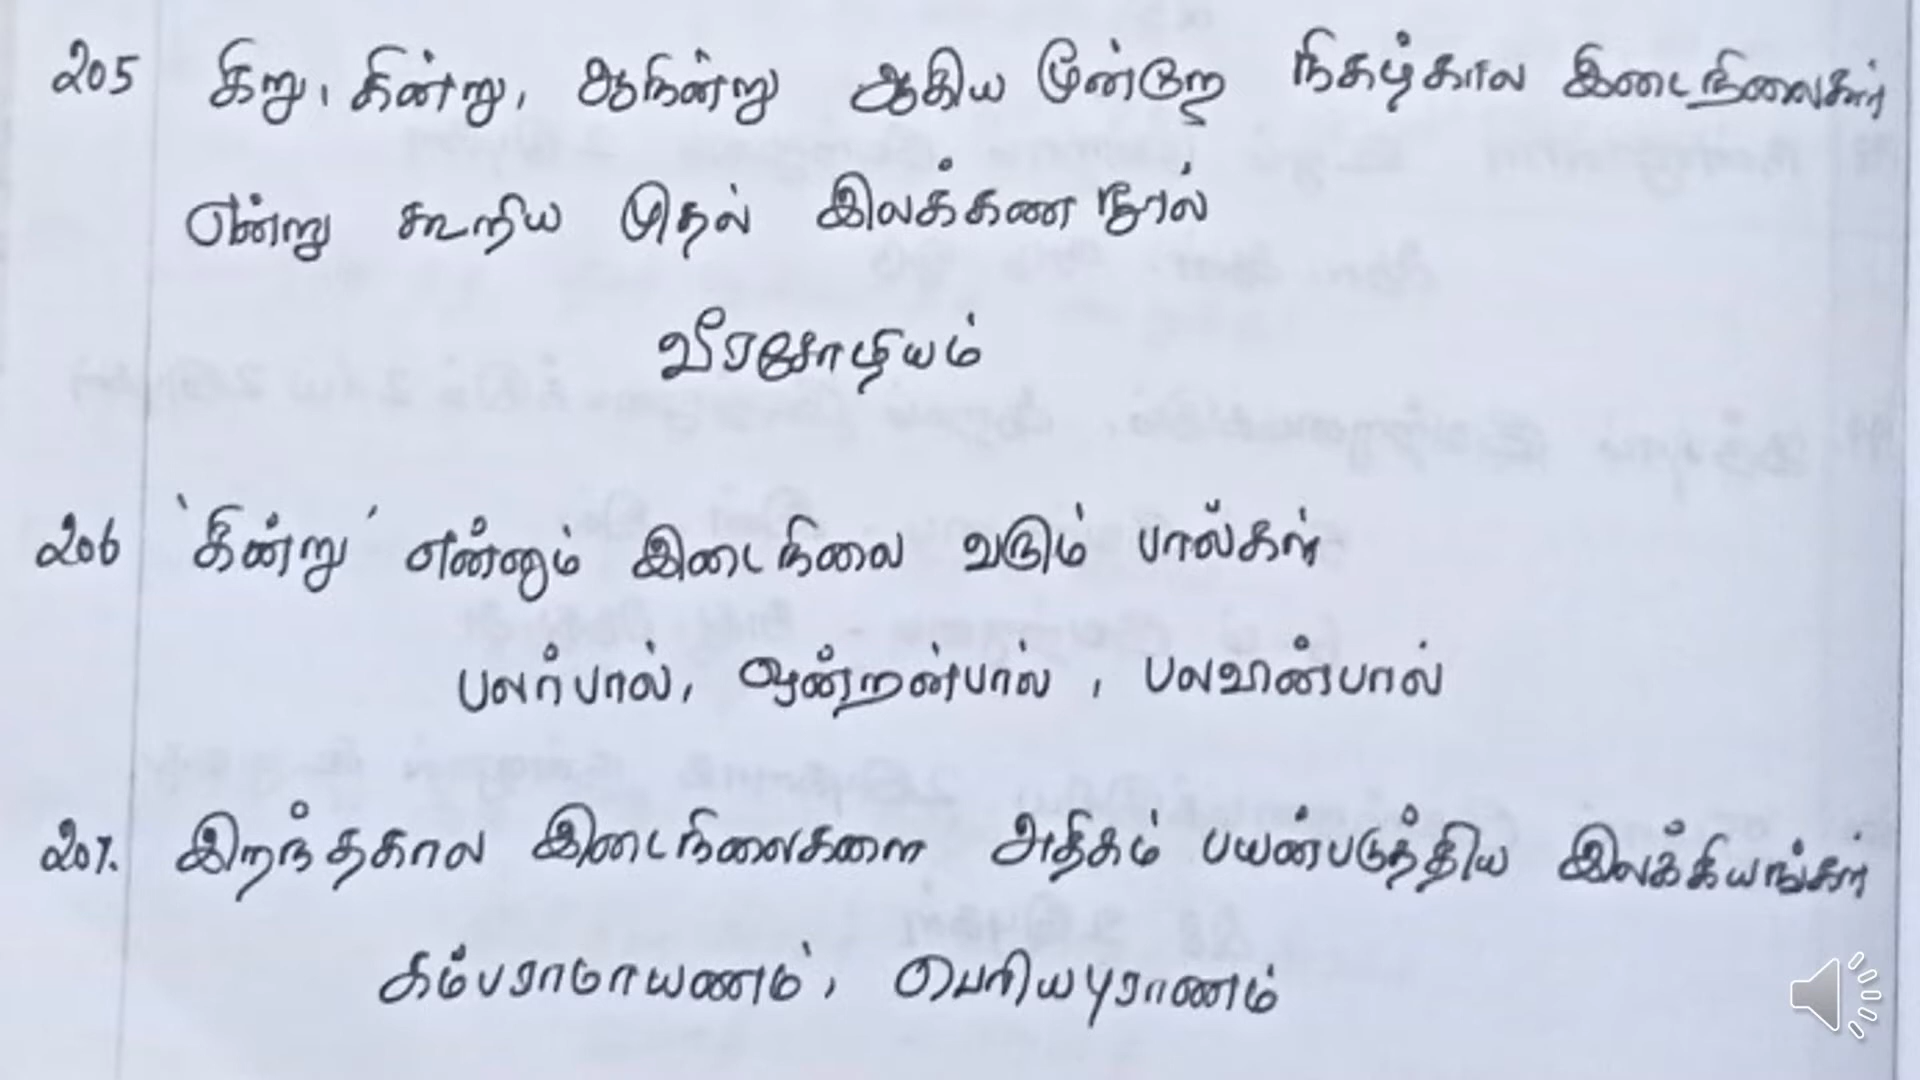 205 கிறு, கின்று, ஆநின்று ஆகிய மூன்றுற நிகழ்கால இடைநிலைகள்
என்று கூறிய முதல் இலக்கண நூல்
வீரசோழியம்
206 'கின்று' என்னும் இடைநிலை வரும் பால்கள்
பலர்பால், ஒன்றன்பால், பலவின்பால்
207. இறந்தகால இடைநிலைகளை அதிகம் பயன்படுத்திய இலக்கியங்கள்
கம்பராமாயணம், பெரியபுராணம்